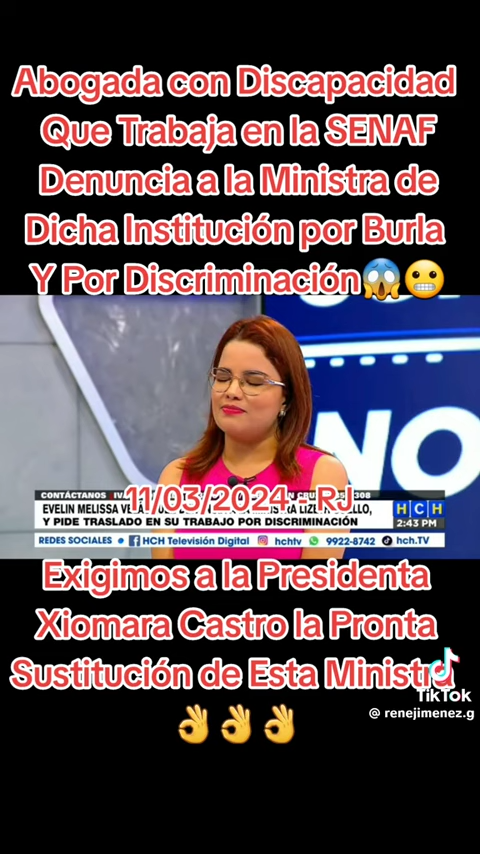 Abogada con Discapacidad
Que Trabaja en la SENAF
Denuncia a la Ministra de
Dicha Institución por Burla
Y Por Discriminación😱😬
NO
11/03/2024.- RJ
CONTÁCTANOS
EVELIN MELISSA
Y PIDE TRASLADO EN SU TRABAJO POR DISCRIMINACIÓN
HCH
2:43 PM
REDES SOCIALES HCH Televisión Digital hchtv 9922-8742 hch.TV
Exigimos a la Presidenta
Xiomara Castro la Pronta
Sustitución de Esta Ministra
👌👌👌
TikTok
@ renejimenez.g